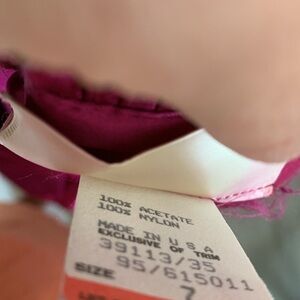 100% ACETATE
100% NYLON
MADE IN U S A
EXCLUSIVE OF TRIM
39113/35
95/615011
SIZE 7